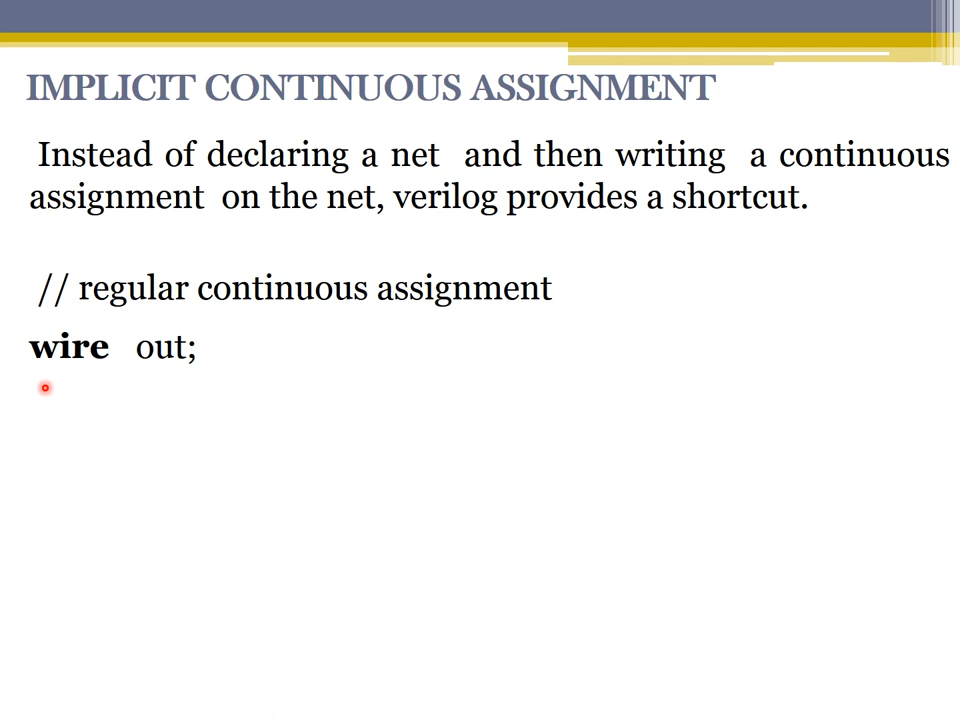 IMPLICIT CONTINUOUS ASSIGNMENT
Instead of declaring a net and then writing a continuous
assignment on the net, verilog provides a shortcut.
// regular continuous assignment
wire out;